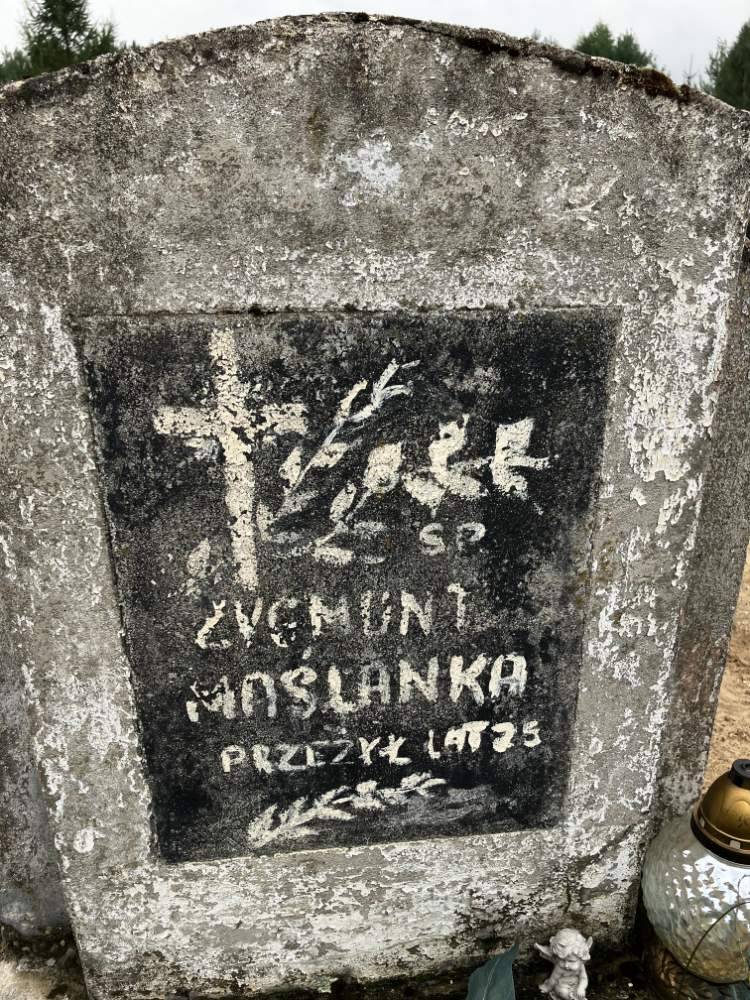 SP
ZYGMUNT
MAŚLANKA
PRZEŻYŁ LAT 25